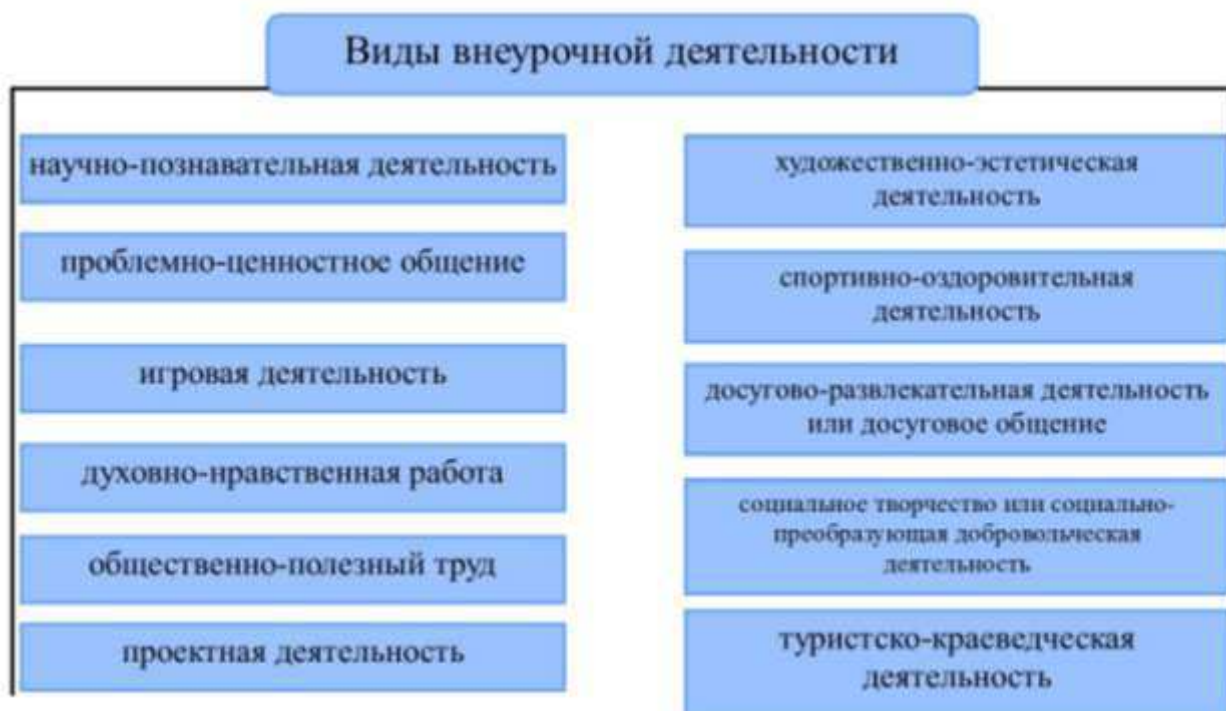 Виды внеурочной деятельности
научно-познавательная деятельность
проблемно-ценностное общение
игровая деятельность
духовно-нравственная работа
общественно-полезный труд
проектная деятельность
художественно-эстетическая
деятельность
спортивно-оздоровительная
деятельность
досугово-развлекательная деятельность
или досуговое общение
социальное творчество или социально-
преобразующая добровольческая
деятельность
туристско-краеведческая
деятельность